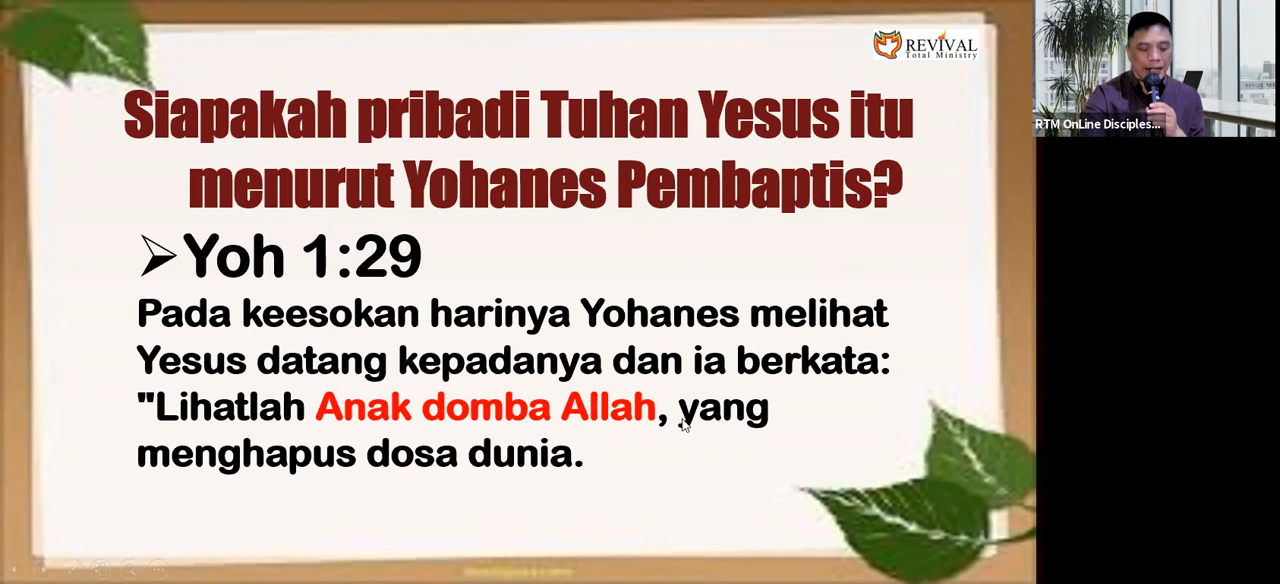 REVIVAL
Total Ministry
Siapakah pribadi Tuhan Yesus itu
menurut Yohanes Pembaptis?
Yoh 1:29
Pada keesokan harinya Yohanes melihat
Yesus datang kepadanya dan ia berkata:
"Lihatlah Anak domba Allah, yang
menghapus dosa dunia.
RTM OnLine Disciples...